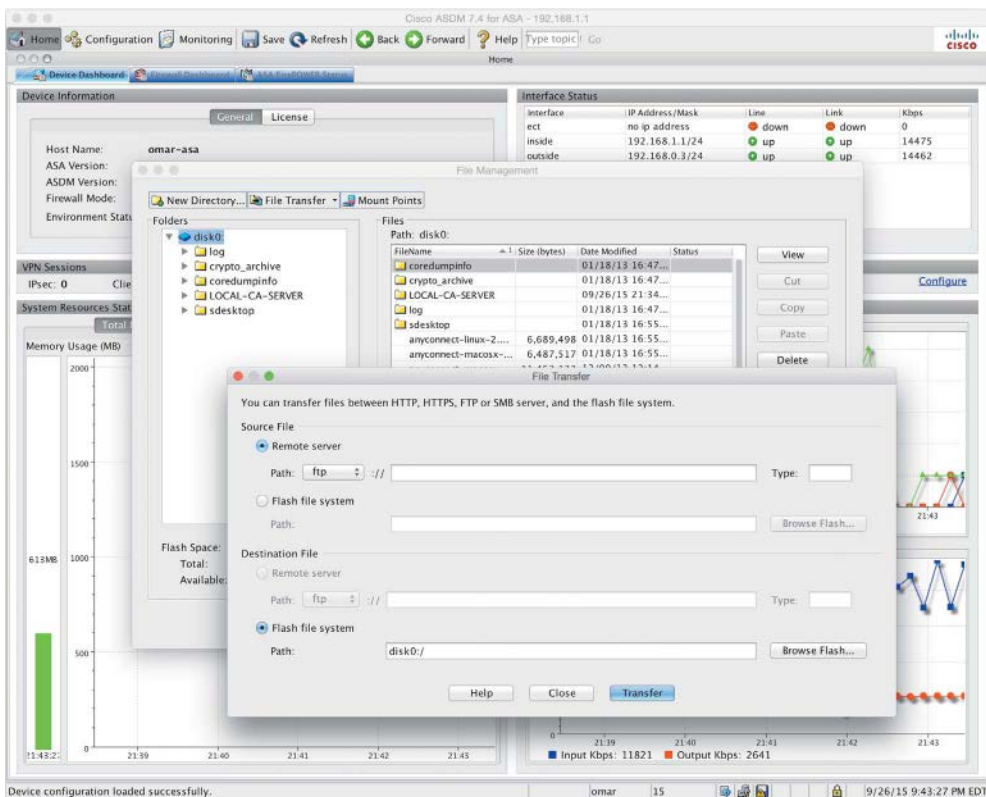 Cisco ASDM 7.4 for ASA - 192.168.1.1
Home Configuration Monitoring Save Refresh Back Forward Help Type topic Go
CISCO
Home
Device Dashboard Firewall Dashboard ASA FirePOWER Status
Device Information
General License
Host Name: omar-asa
ASA Version:
ASDM Version:
Firewall Mode:
Environment Statu
Interface Status
Interface IP Address/Mask Line Link Kbps
ect no ip address down down 0
inside 192.168.1.1/24 up up 14475
outside 192.168.0.3/24 up up 14462
VPN Sessions
IPsec: 0 Clie
Configure
System Resources Stat
Total
Memory Usage (MB)
2000
1500
613MB 1000
500
0
21:43:2
21:39 21:40 21:41 21:42 21:43
File Management
New Directory... File Transfer Mount Points
Folders
disk0:
log
crypto_archive
coredumpinfo
LOCAL-CA-SERVER
sdesktop
Flash Space:
Total:
Available:
Files
Path: disk0:
FileName 1 Size (bytes) Date Modified Status
coredumpinfo 01/18/13 16:47...
crypto_archive 01/18/13 16:47...
LOCAL-CA-SERVER 09/26/15 21:34...
log 01/18/13 16:47...
sdesktop 01/18/13 16:55...
anyconnect-linux-2.... 6,689,498 01/18/13 16:55...
anyconnect-macosx-... 6,487,517 01/18/13 16:55...
View
Cut
Copy
Paste
Delete
File Transfer
You can transfer files between HTTP, HTTPS, FTP or SMB server, and the flash file system.
Source File
Remote server
Path: ftp :// Type:
Flash file system
Path: Browse Flash...
Destination File
Remote server
Path: ftp :// Type:
Flash file system
Path: disk0:/ Browse Flash...
Help Close Transfer
21:43
0
21:39 21:40 21:41 21:42 21:43
Input Kbps: 11821 Output Kbps: 2641
Device configuration loaded successfully. omar 15 9/26/15 9:43:27 PM EDT